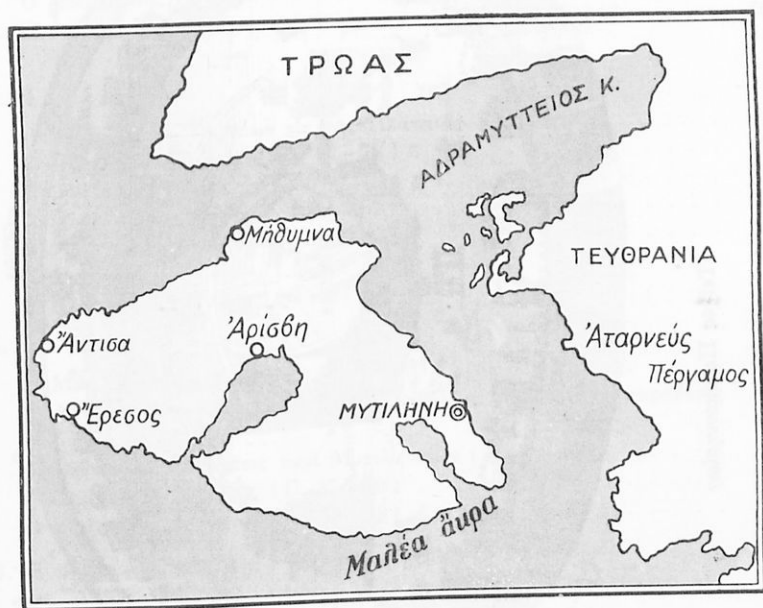 ΤΡΩΑΣ
ΑΔΡΑΜΥΤΤΕΙΟΣ Κ.
Μήθυμνα
ΤΕΥΘΡΑΝΙΑ
Ἄντισα
Ἀρίσβη
Ἀταρνεύς
Πέργαμος
Ἔρεσος
ΜΥΤΙΛΗΝΗ
Μαλέα ἄκρα